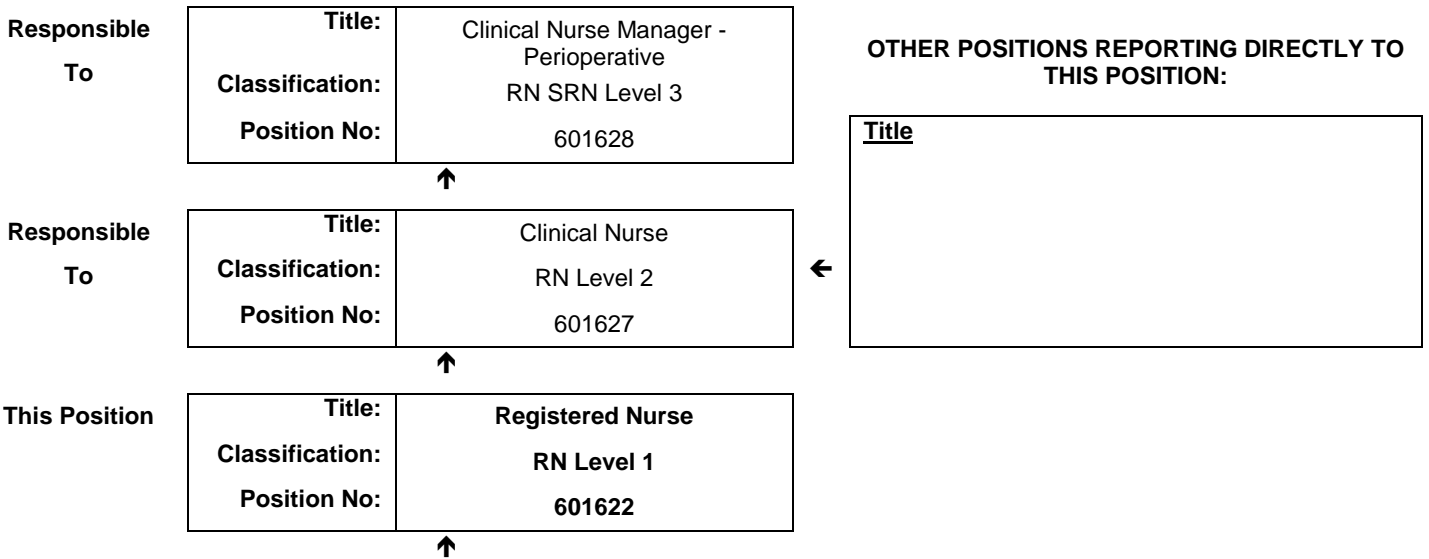 Responsible
To
Title:
Clinical Nurse Manager -
Perioperative
Classification:
RN SRN Level 3
Position No:
601628
OTHER POSITIONS REPORTING DIRECTLY TO
THIS POSITION:
Title
↑
Responsible
To
Title:
Clinical Nurse
Classification:
RN Level 2
Position No:
601627
←
↑
This Position
Title:
Registered Nurse
Classification:
RN Level 1
Position No:
601622
↑